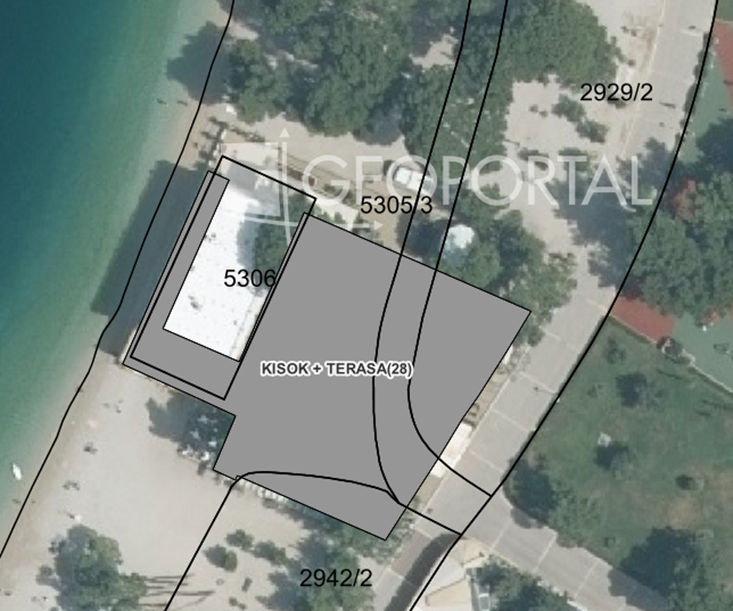 2929/2
GEOPORTAL
5305/3
5306
KISOK + TERASA(28)
2942/2